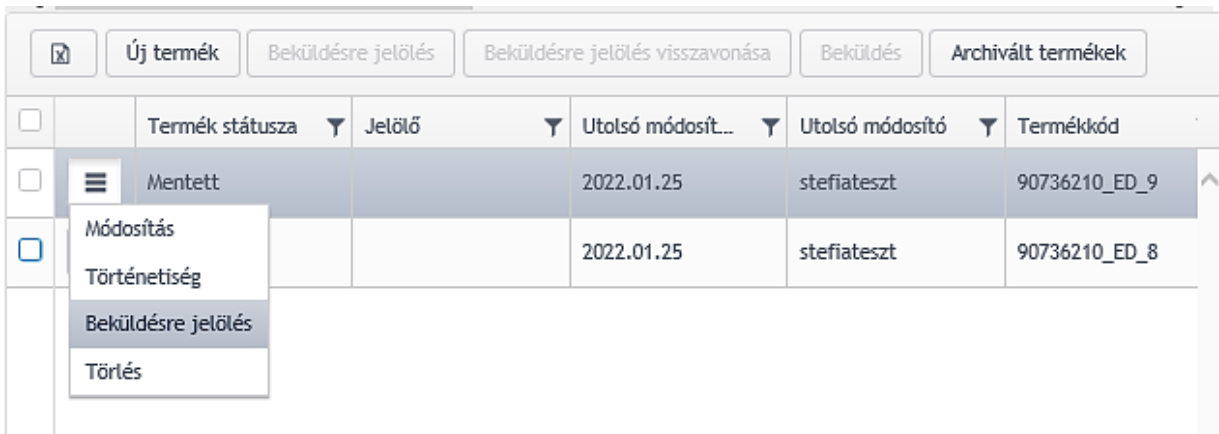 Új termék Beküldésre jelölés Beküldésre jelölés visszavonása Beküldés Archivált termékek
Termék státusza Jelölő Utolsó módosít... Utolsó módosító Termékkód
Mentett 2022.01.25 stefiateszt 90736210_ED_9
Módosítás
2022.01.25 stefiateszt 90736210_ED_8
Történetiség
Beküldésre jelölés
Törlés